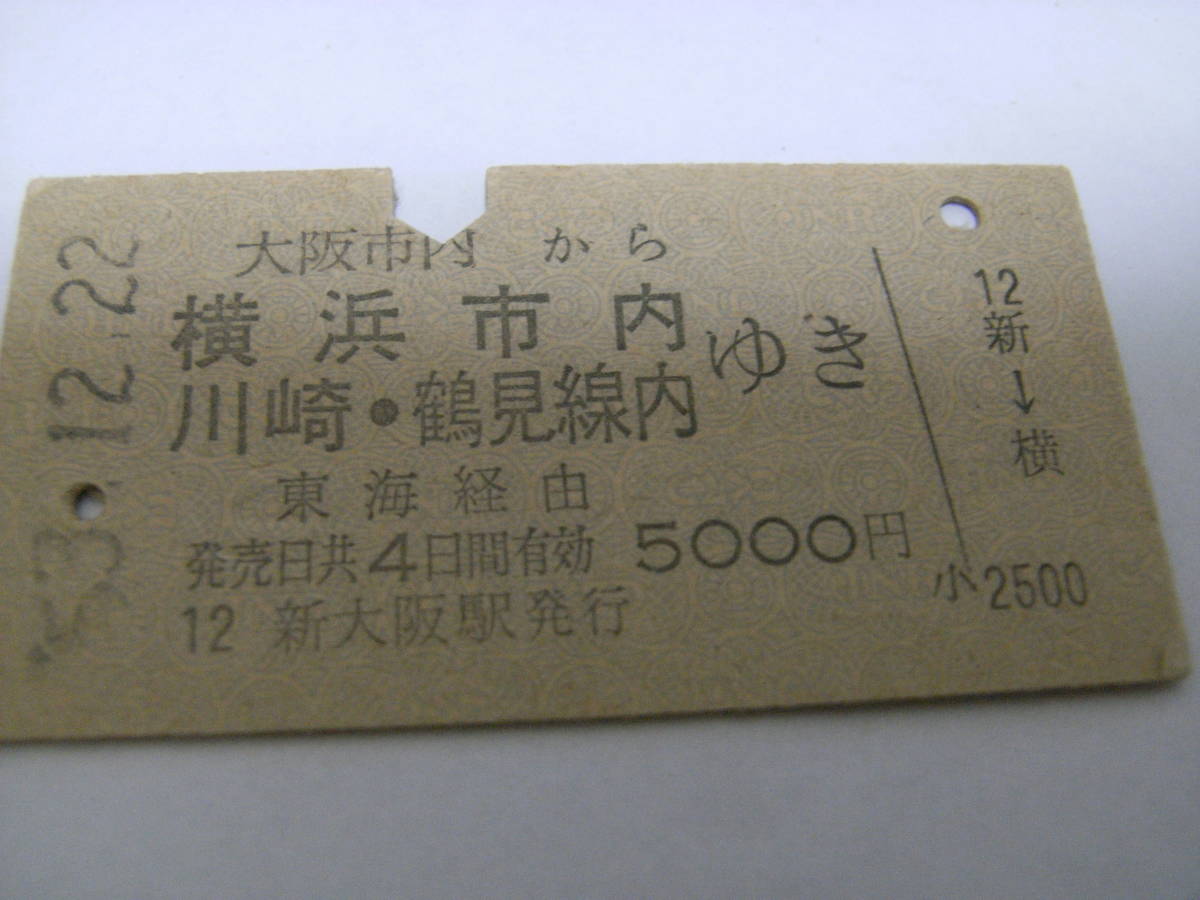 53.12.22
大阪市内 から
横浜市内
川崎・鶴見線内 ゆき
東海経由
発売日共4日間有効 5000円
12 新大阪駅発行
12
新→横
小2500